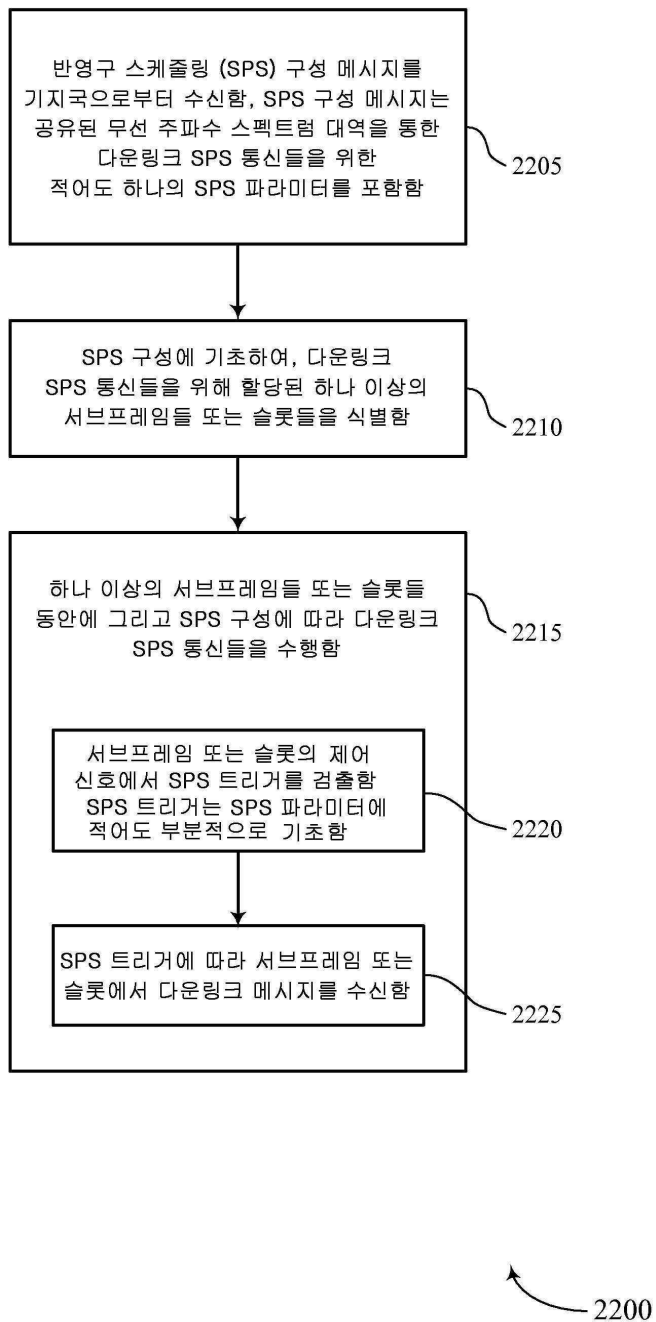 반영구 스케줄링 (SPS) 구성 메시지를
기지국으로부터 수신함, SPS 구성 메시지는
공유된 무선 주파수 스펙트럼 대역을 통한
다운링크 SPS 통신들을 위한
적어도 하나의 SPS 파라미터를 포함함
2205
SPS 구성에 기초하여, 다운링크
SPS 통신들을 위해 할당된 하나 이상의
서브프레임들 또는 슬롯들을 식별함
2210
하나 이상의 서브프레임들 또는 슬롯들
동안에 그리고 SPS 구성에 따라 다운링크
SPS 통신들을 수행함
2215
서브프레임 또는 슬롯의 제어
신호에서 SPS 트리거를 검출함
SPS 트리거는 SPS 파라미터에
적어도 부분적으로 기초함
2220
SPS 트리거에 따라 서브프레임 또는
슬롯에서 다운링크 메시지를 수신함
2225
2200